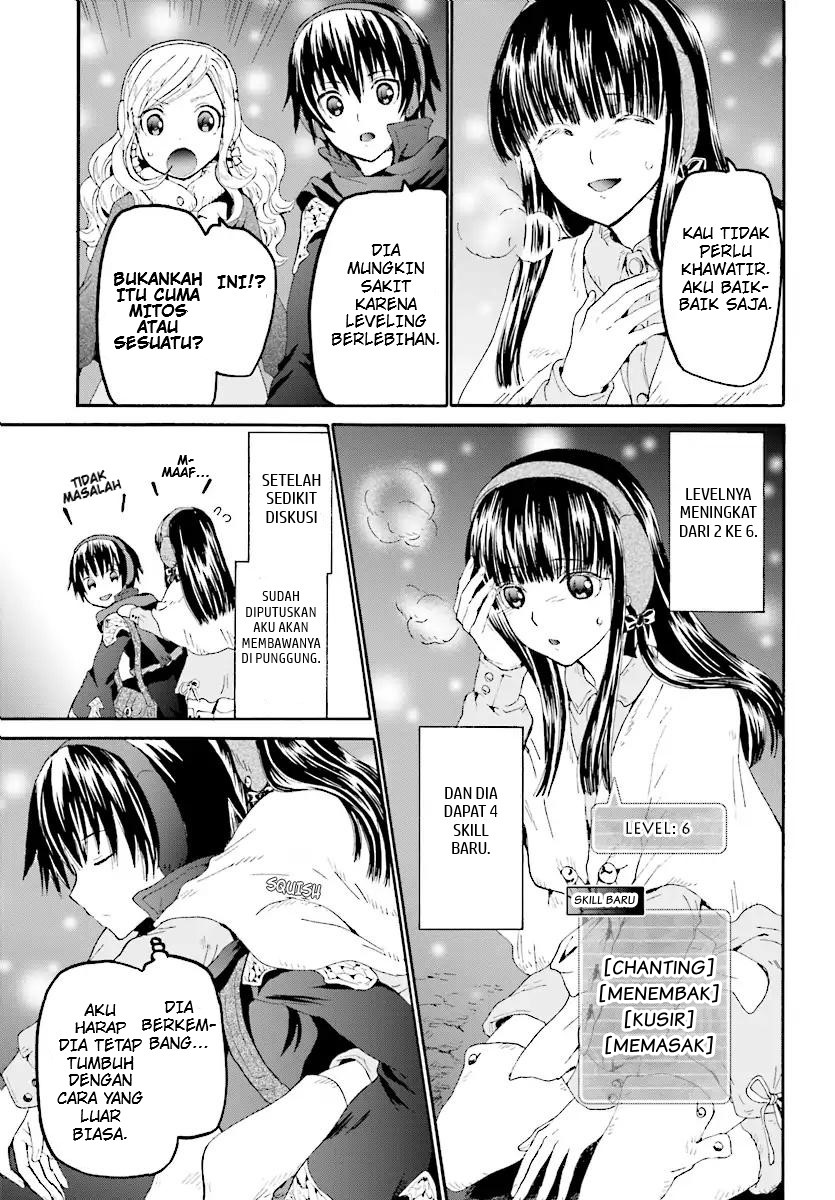 KAU TIDAK
PERLU
KHAWATIR.
AKU BAIK-
BAIK SAJA.
DIA
MUNGKIN
SAKIT
KARENA
LEVELING
BERLEBIHAN.
INI!?
BUKANKAH
ITU CUMA
MITOS
ATAU
SESUATU?
LEVELNYA
MENINGKAT
DARI 2 KE 6.
DAN DIA
DAPAT 4
SKILL
BARU.
LEVEL: 6
SKILL BARU
[CHANTING]
[MENEMBAK]
[KUSIR]
[MEMASAK]
SETELAH
SEDIKIT
DISKUSI
SUDAH
DIPUTUSKAN
AKU AKAN
MEMBAWANYA
DI PUNGGUNG.
M-
MAAF...
TIDAK
MASALAH
SQUISH
DIA
BERKEM-
BANG...
AKU
HARAP
DIA TETAP
TUMBUH
DENGAN
CARA YANG
LUAR
BIASA.